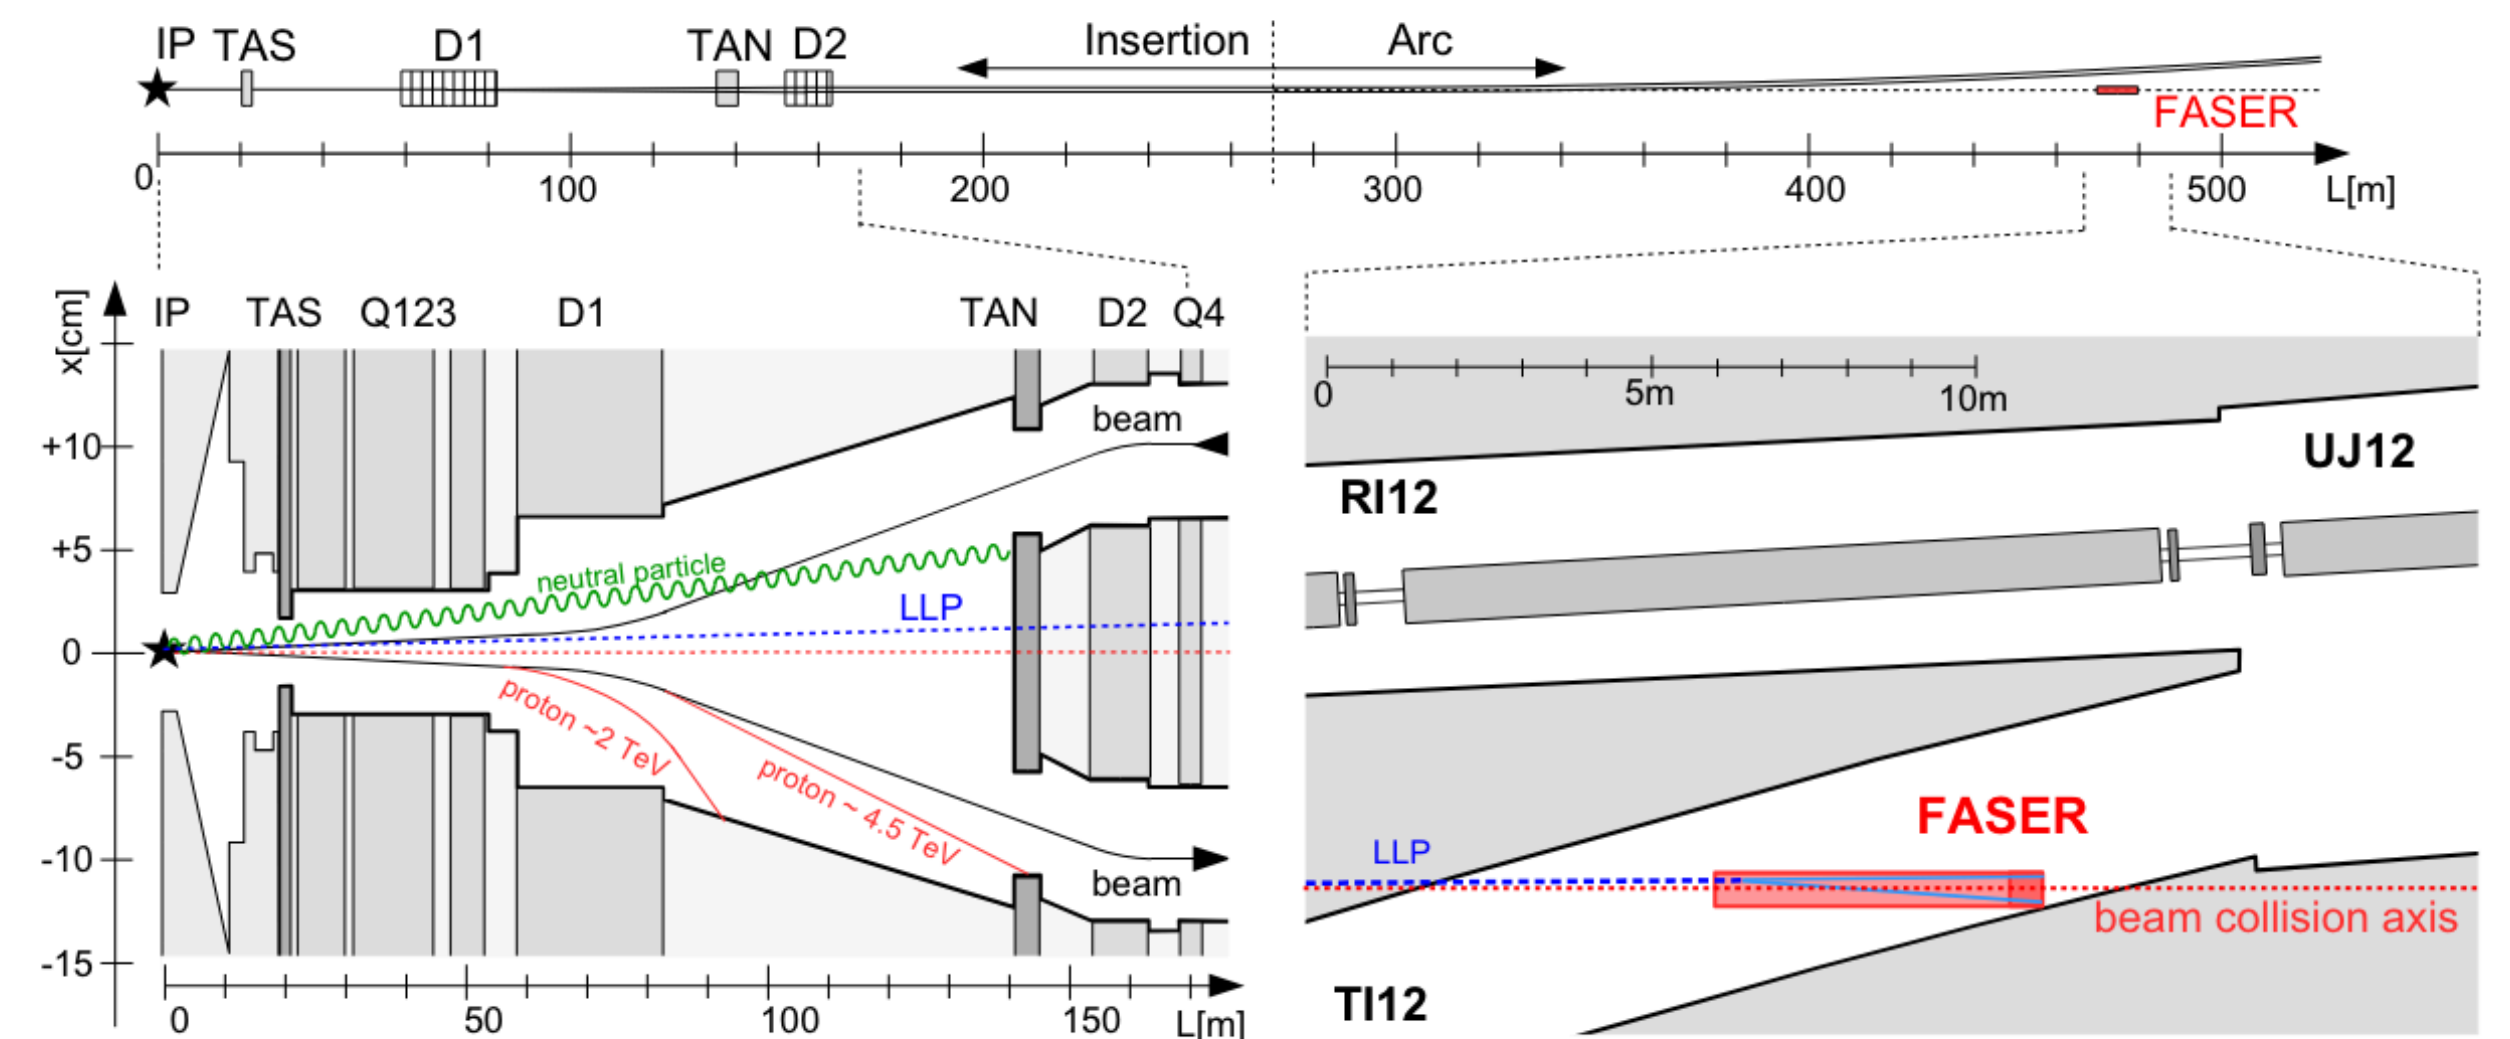 IP TAS D1 TAN D2 Insertion Arc
FASER
0 100 200 300 400 500 L[m]
x[cm]
IP TAS Q123 D1 TAN D2 Q4
+10
+5
0
-5
-10
-15
beam
neutral particle
LLP
proton ~2 TeV
proton ~ 4.5 TeV
beam
0 50 100 150 L[m]
0 5m 10m
UJ12
RI12
FASER
LLP
beam collision axis
TI12